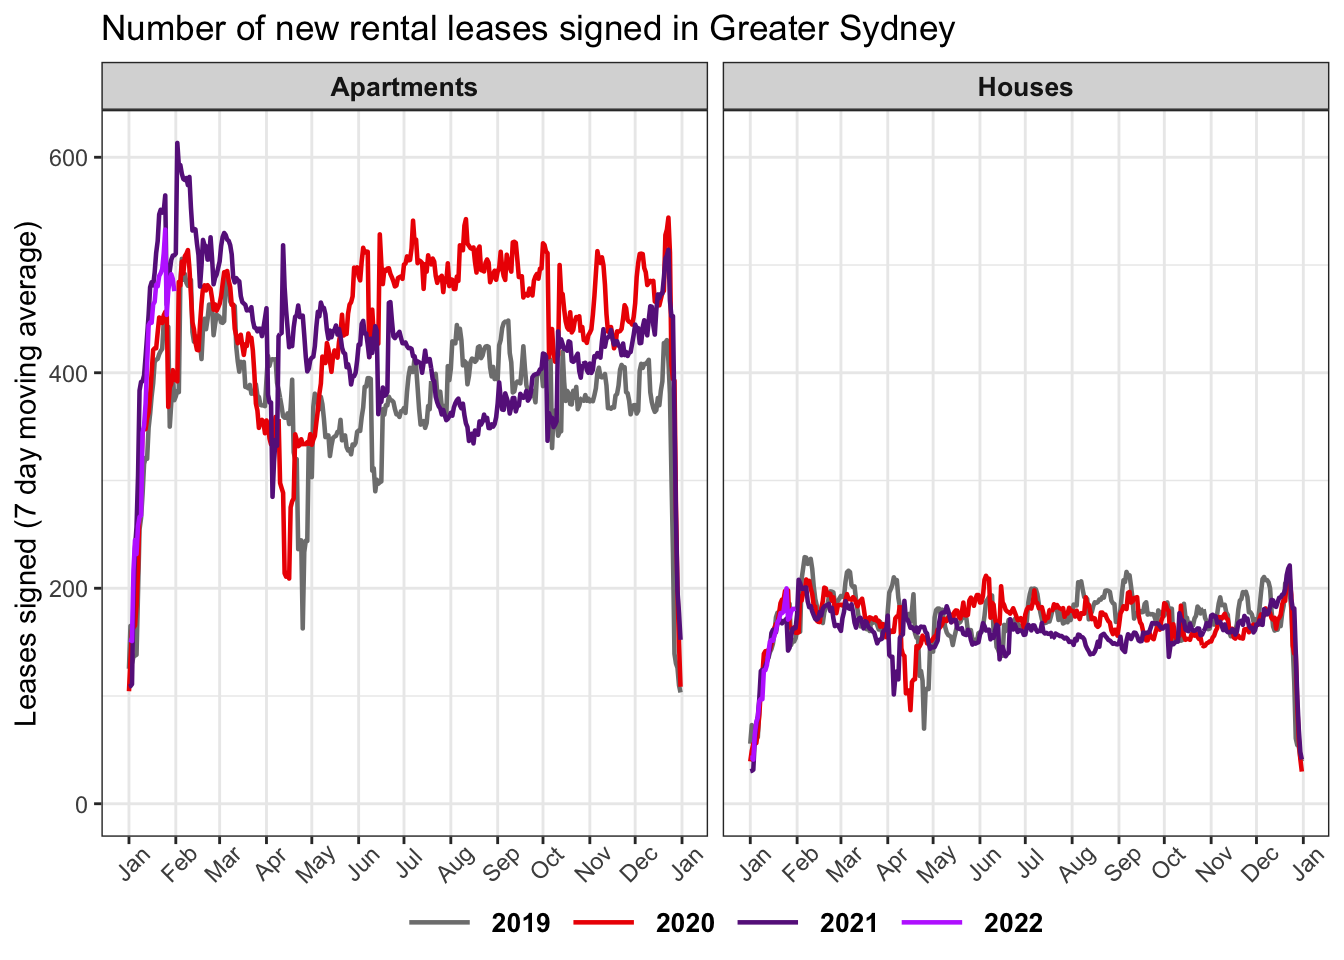 Number of new rental leases signed in Greater Sydney
Apartments
Houses
Leases signed (7 day moving average)
600
400
200
0
Jan Feb Mar Apr May Jun Jul Aug Sep Oct Nov Dec Jan
Jan Feb Mar Apr May Jun Jul Aug Sep Oct Nov Dec Jan
2019 2020 2021 2022